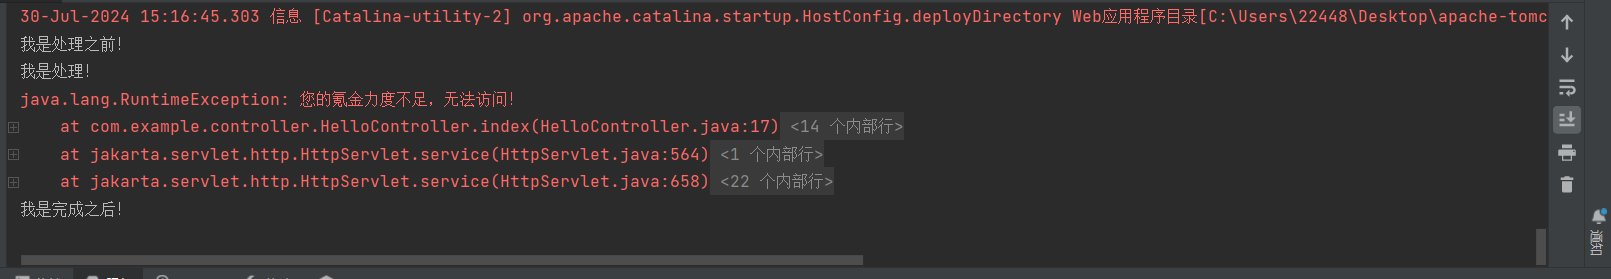 30-Jul-2024 15:16:45.303 信息 [Catalina-utility-2] org.apache.catalina.startup.HostConfig.deployDirectory Web应用程序目录[C:\Users\22448\Desktop\apache-tomc
我是处理之前!
我是处理!
java.lang.RuntimeException: 您的氪金力度不足，无法访问!
at com.example.controller.HelloController.index(HelloController.java:17) <14 个内部行>
at jakarta.servlet.http.HttpServlet.service(HttpServlet.java:564) <1 个内部行>
at jakarta.servlet.http.HttpServlet.service(HttpServlet.java:658) <22 个内部行>
我是完成之后!
通知